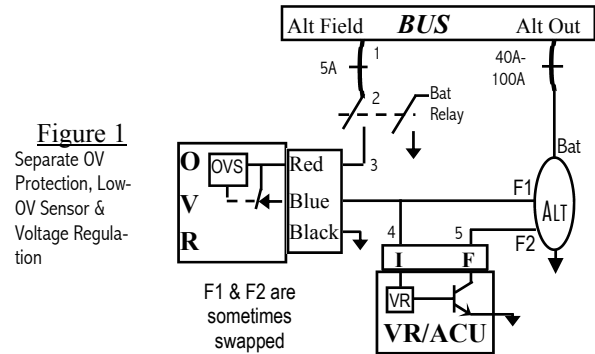 Alt Field BUS Alt Out
5A
1
40A-
100A
2
Bat
Relay
Figure 1
Separate OV
Protection, Low-
OV Sensor &
Voltage Regula-
tion
O
V
R
OVS
Red
Blue
Black
3
Bat
F1
ALT
F2
4
5
I
F
VR
VR/ACU
F1 & F2 are
sometimes
swapped